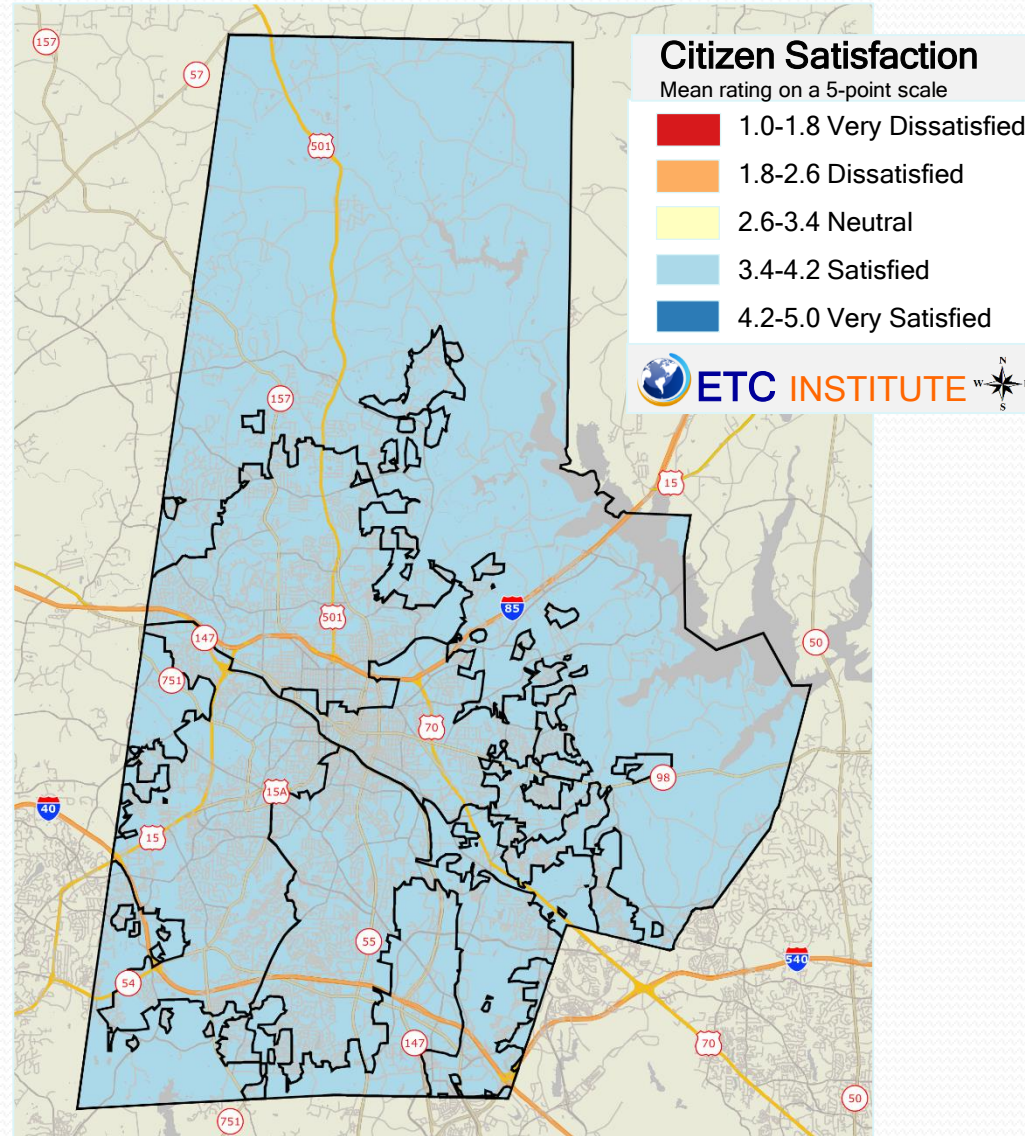 Citizen Satisfaction
Mean rating on a 5-point scale
1.0-1.8 Very Dissatisfied
1.8-2.6 Dissatisfied
2.6-3.4 Neutral
3.4-4.2 Satisfied
4.2-5.0 Very Satisfied
ETC INSTITUTE
N
W
S
157
57
501
157
15
85
501
147
50
751
70
98
15A
40
15
55
540
54
147
70
50
751